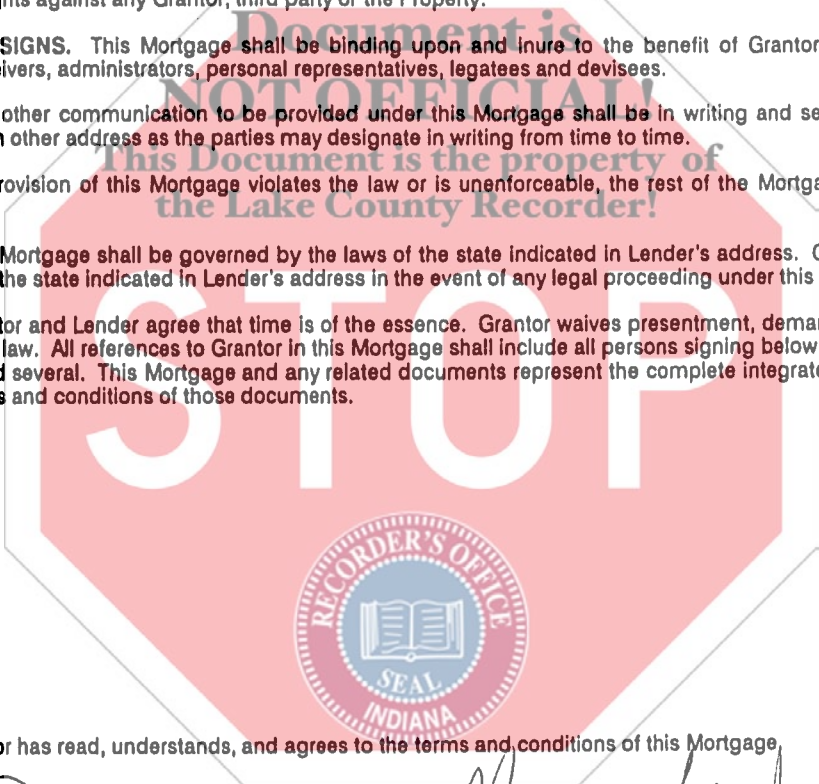 against any Grantor, third party or the Property.
Document is
SIGNS. This Mortgage shall be binding upon and inure to the benefit of Grantor
administrators, personal representatives, legatees and devisees.
NOT OFFICIAL!
other communication to be provided under this Mortgage shall be in writing and
other address as the parties may designate in writing from time to time.
This Document is the property of
rovision of this Mortgage violates the law or is unenforceable, the rest of the Mortga
the Lake County Recorder!
Mortgage shall be governed by the laws of the state indicated in Lender's address.
the state indicated in Lender's address in the event of any legal proceeding under this
tor and Lender agree that time is of the essence. Grantor waives presentment, deman
law. All references to Grantor in this Mortgage shall include all persons signing below
several. This Mortgage and any related documents represent the complete integrate
and conditions of those documents.
STOP
RECORDER'S OFFICE
SEAL
INDIANA
or has read, understands, and agrees to the terms and conditions of this Mortgage,